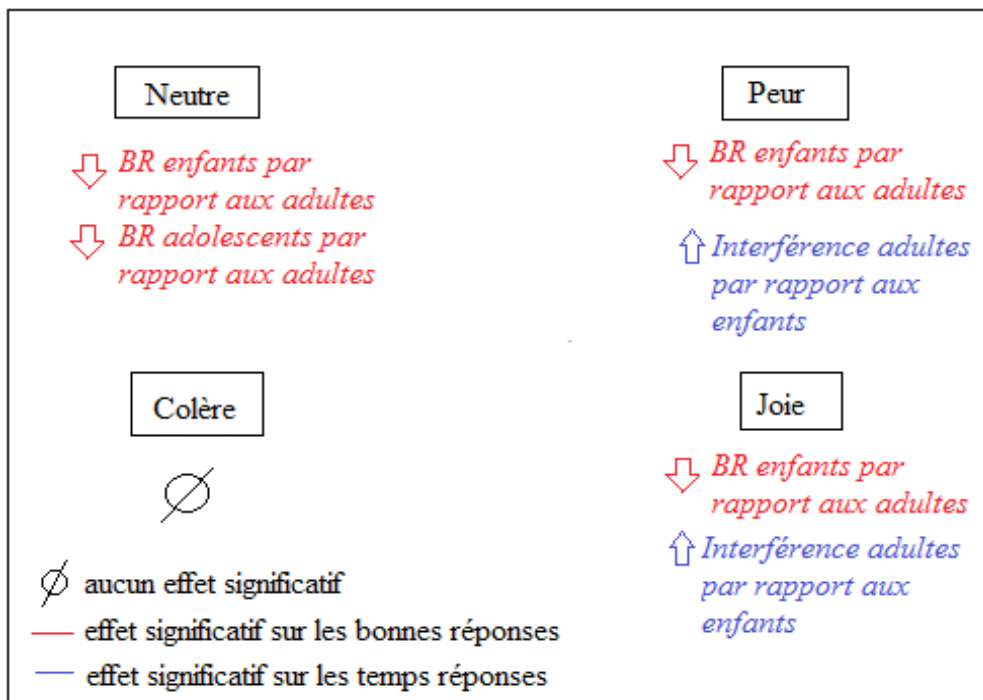 Neutre
BR enfants par
rapport aux adultes
BR adolescents par
rapport aux adultes
Peur
BR enfants par
rapport aux adultes
Interférence adultes
par rapport aux
enfants
Colère
Joie
BR enfants par
rapport aux adultes
Interférence adultes
par rapport aux
enfants
aucun effet significatif
effet significatif sur les bonnes réponses
effet significatif sur les temps réponses